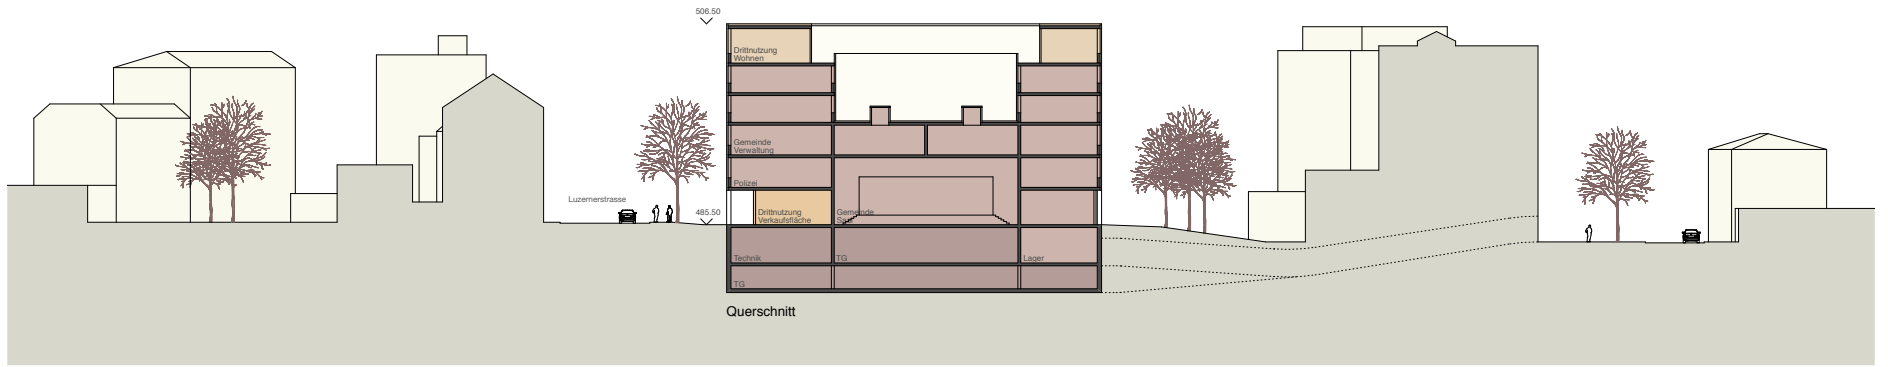 506.50
Drittnutzung
Wohnen
Gemeinde
Verwaltung
Polizei
Luzernerstrasse
485.50
Drittnutzung
Verkaufsfläche
Gemeinde
Saal
Technik
TG
Lager
TG
Querschnitt